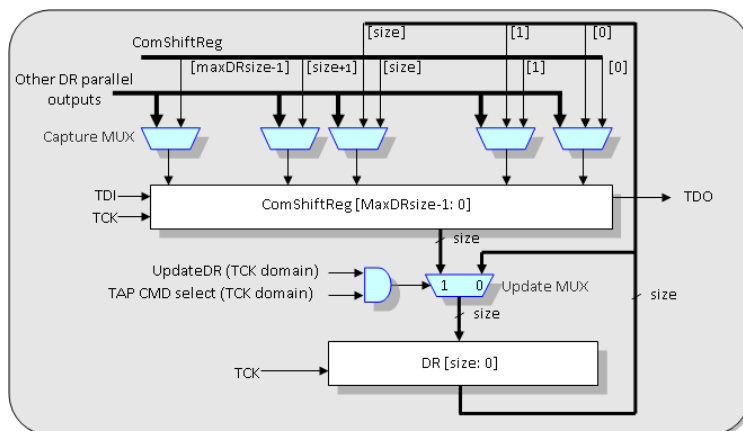 [size]
[1]
[0]
ComShiftReg
[maxDRsize-1]
[size+1]
[size]
[1]
[0]
Other DR parallel
outputs
Capture MUX
TDI
TCK
ComShiftReg [MaxDRsize-1: 0]
TDO
size
UpdateDR (TCK domain)
TAP CMD select (TCK domain)
1 0
Update MUX
size
size
DR [size: 0]
TCK